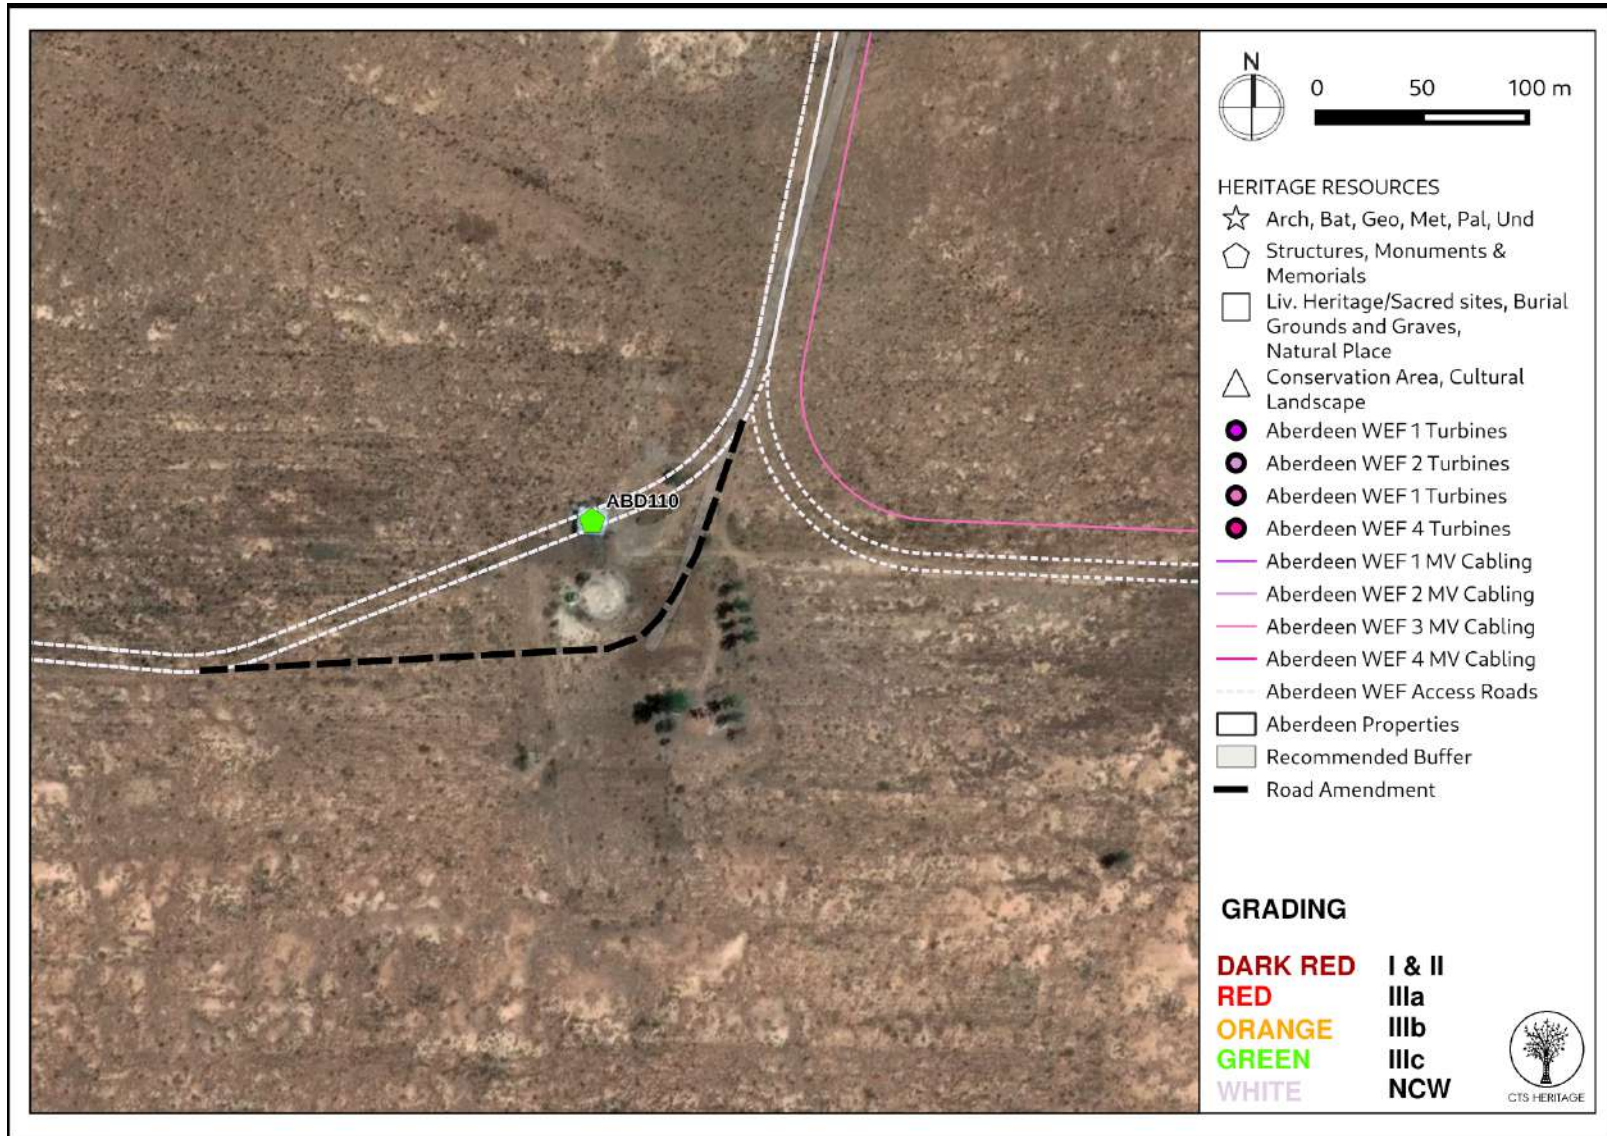 ABD110
N
0 50 100 m
HERITAGE RESOURCES
Arch, Bat, Geo, Met, Pal, Und
Structures, Monuments &
Memorials
Liv. Heritage/Sacred sites, Burial
Grounds and Graves,
Natural Place
Conservation Area, Cultural
Landscape
Aberdeen WEF 1 Turbines
Aberdeen WEF 2 Turbines
Aberdeen WEF 1 Turbines
Aberdeen WEF 4 Turbines
Aberdeen WEF 1 MV Cabling
Aberdeen WEF 2 MV Cabling
Aberdeen WEF 3 MV Cabling
Aberdeen WEF 4 MV Cabling
Aberdeen WEF Access Roads
Aberdeen Properties
Recommended Buffer
Road Amendment
GRADING
DARK RED I & II
RED IIIa
ORANGE IIIb
GREEN IIIc
WHITE NCW
CTS HERITAGE